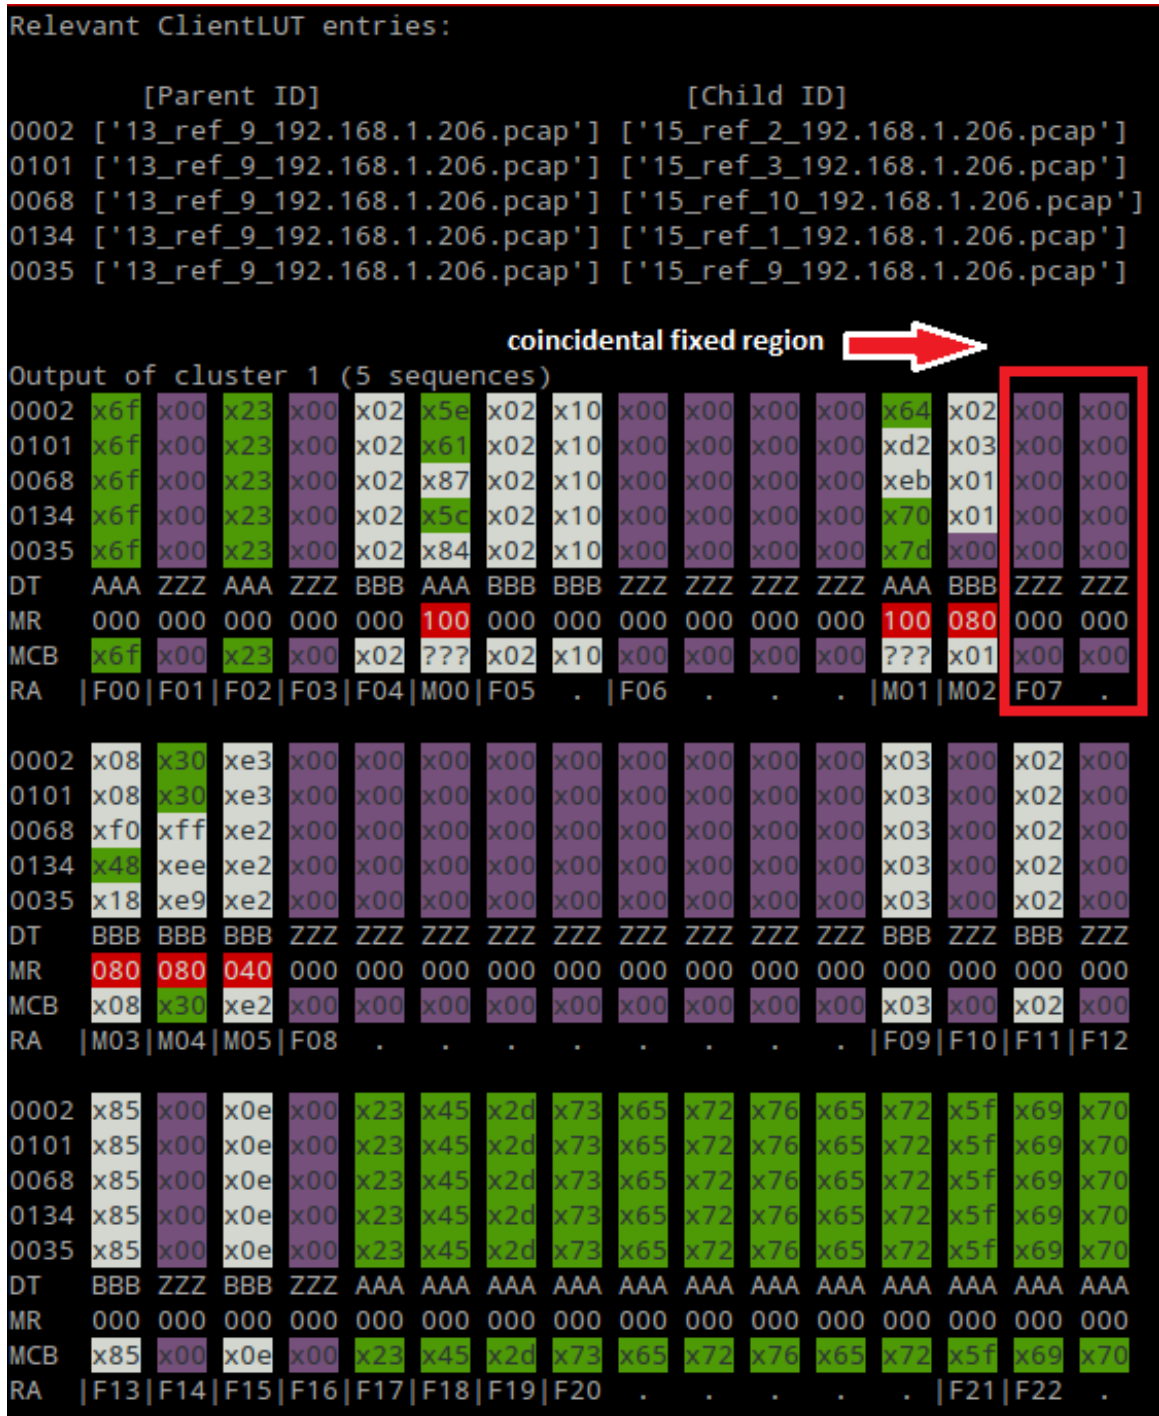 Relevant ClientLUT entries:
[Parent ID] [Child ID]
0002 ['13_ref_9_192.168.1.206.pcap'] ['15_ref_2_192.168.1.206.pcap']
0101 ['13_ref_9_192.168.1.206.pcap'] ['15_ref_3_192.168.1.206.pcap']
0068 ['13_ref_9_192.168.1.206.pcap'] ['15_ref_10_192.168.1.206.pcap']
0134 ['13_ref_9_192.168.1.206.pcap'] ['15_ref_1_192.168.1.206.pcap']
0035 ['13_ref_9_192.168.1.206.pcap'] ['15_ref_9_192.168.1.206.pcap']
coincidental fixed region
Output of cluster 1 (5 sequences)
0002 x6f x00 x23 x00 x02 x5e x02 x10 x00 x00 x00 x00 x64 x02 x00 x00
0101 x6f x00 x23 x00 x02 x61 x02 x10 x00 x00 x00 x00 xd2 x03 x00 x00
0068 x6f x00 x23 x00 x02 x87 x02 x10 x00 x00 x00 x00 xeb x01 x00 x00
0134 x6f x00 x23 x00 x02 x5c x02 x10 x00 x00 x00 x00 x70 x01 x00 x00
0035 x6f x00 x23 x00 x02 x84 x02 x10 x00 x00 x00 x00 x7d x00 x00 x00
DT AAA ZZZ AAA ZZZ BBB AAA BBB BBB ZZZ ZZZ ZZZ ZZZ AAA BBB ZZZ ZZZ
MR 000 000 000 000 000 100 000 000 000 000 000 000 100 080 000 000
MCB x6f x00 x23 x00 x02 ??? x02 x10 x00 x00 x00 x00 ??? x01 x00 x00
RA |F00|F01|F02|F03|F04|M00|F05 . |F06 . . . |M01|M02 F07 .
0002 x08 x30 xe3 x00 x00 x00 x00 x00 x00 x00 x00 x00 x03 x00 x02 x00
0101 x08 x30 xe3 x00 x00 x00 x00 x00 x00 x00 x00 x00 x03 x00 x02 x00
0068 xf0 xff xe2 x00 x00 x00 x00 x00 x00 x00 x00 x00 x03 x00 x02 x00
0134 x48 xee xe2 x00 x00 x00 x00 x00 x00 x00 x00 x00 x03 x00 x02 x00
0035 x18 xe9 xe2 x00 x00 x00 x00 x00 x00 x00 x00 x00 x03 x00 x02 x00
DT BBB BBB BBB ZZZ ZZZ ZZZ ZZZ ZZZ ZZZ ZZZ ZZZ ZZZ BBB ZZZ BBB ZZZ
MR 080 080 040 000 000 000 000 000 000 000 000 000 000 000 000 000
MCB x08 x30 xe2 x00 x00 x00 x00 x00 x00 x00 x00 x00 x03 x00 x02 x00
RA |M03|M04|M05|F08 . . . . . . . . |F09|F10|F11|F12
0002 x85 x00 x0e x00 x23 x45 x2d x73 x65 x72 x76 x65 x72 x5f x69 x70
0101 x85 x00 x0e x00 x23 x45 x2d x73 x65 x72 x76 x65 x72 x5f x69 x70
0068 x85 x00 x0e x00 x23 x45 x2d x73 x65 x72 x76 x65 x72 x5f x69 x70
0134 x85 x00 x0e x00 x23 x45 x2d x73 x65 x72 x76 x65 x72 x5f x69 x70
0035 x85 x00 x0e x00 x23 x45 x2d x73 x65 x72 x76 x65 x72 x5f x69 x70
DT BBB ZZZ BBB ZZZ AAA AAA AAA AAA AAA AAA AAA AAA AAA AAA AAA AAA
MR 000 000 000 000 000 000 000 000 000 000 000 000 000 000 000 000
MCB x85 x00 x0e x00 x23 x45 x2d x73 x65 x72 x76 x65 x72 x5f x69 x70
RA |F13|F14|F15|F16|F17|F18|F19|F20 . . . . . |F21|F22 .